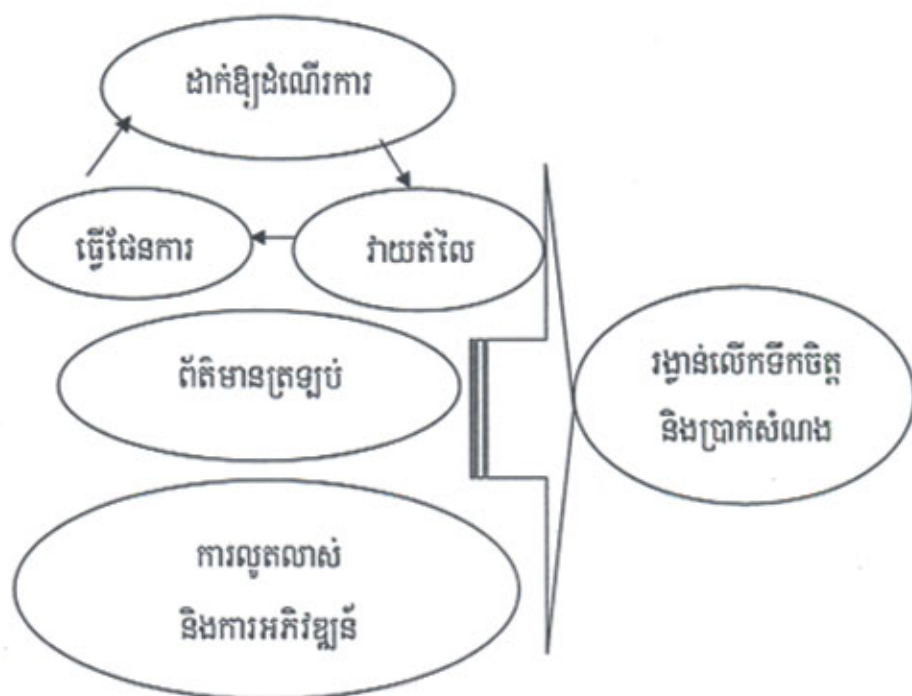 ដាក់ឱ្យដំណើរការ
ធ្វើផែនការ
វាយតំលៃ
ព័ត៌មានត្រឡប់
រង្វាន់លើកទឹកចិត្ត
និងប្រាក់សំណង
ការលូតលាស់
និងការអភិវឌ្ឍន៍